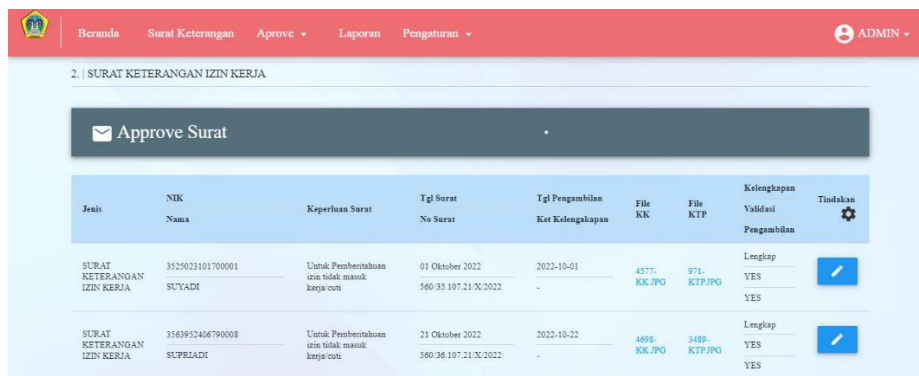 Beranda Surat Keterangan Aprove Laporan Pengaturan ADMIN
2. | SURAT KETERANGAN IZIN KERJA
Approve Surat
Jenis
NIK
Nama
Keperluan Surat
Tgl Surat
No Surat
Tgl Pengambilan
Ket Kelengakapan
File
KK
File
KTP
Kelengkapan
Validasi
Pengambilan
Tindakan
SURAT
KETERANGAN
IZIN KERJA
3525023101700001
SUYADI
Untuk Pemberitahuan
izin tidak masuk
kerja/cuti
01 Oktober 2022
560/35.107.21/X/2022
2022-10-01
-
4577-
KK.JPG
971-
KTP.JPG
Lengkap
YES
YES
SURAT
KETERANGAN
IZIN KERJA
3563952406790008
SUPRIADI
Untuk Pemberitahuan
izin tidak masuk
kerja/cuti
21 Oktober 2022
560/36.107.21/X/2022
2022-10-22
-
4698-
KK.JPG
3489-
KTP.JPG
Lengkap
YES
YES